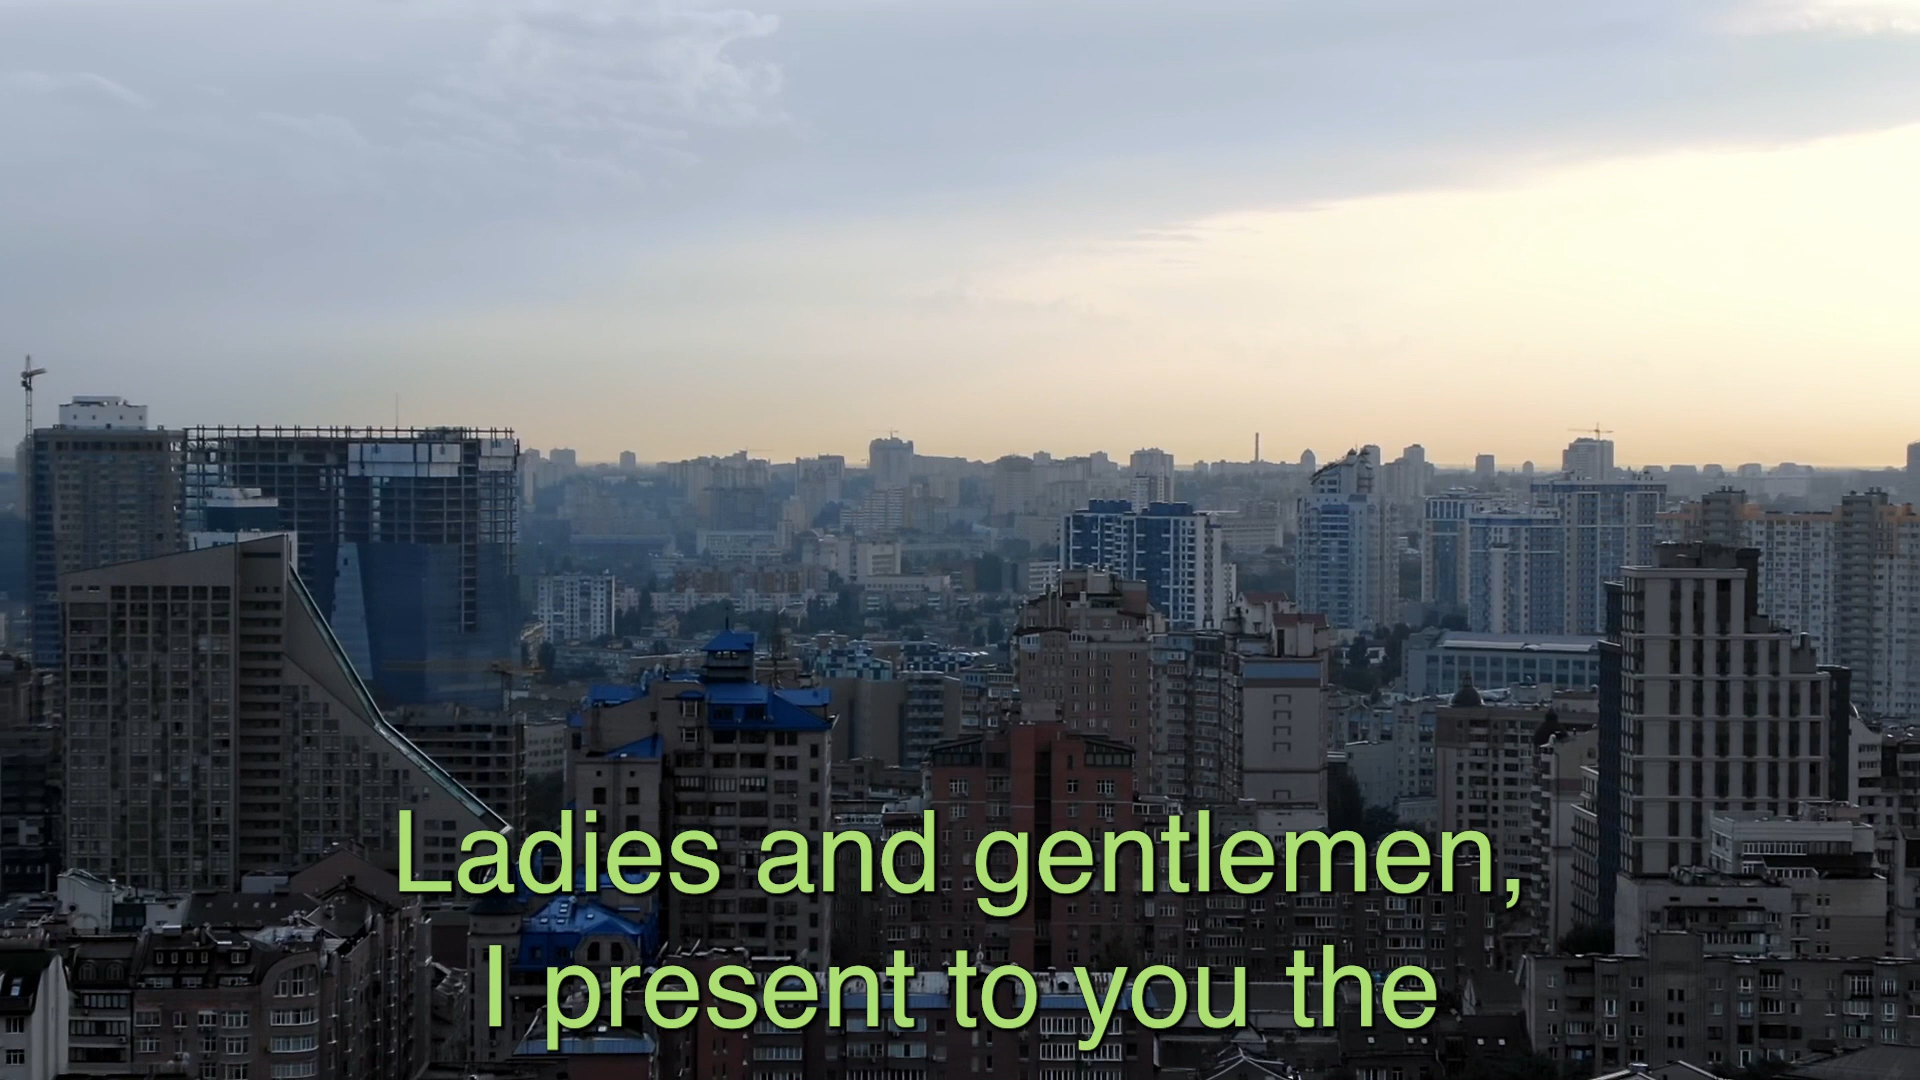 Ladies and gentlemen,
I present to you the